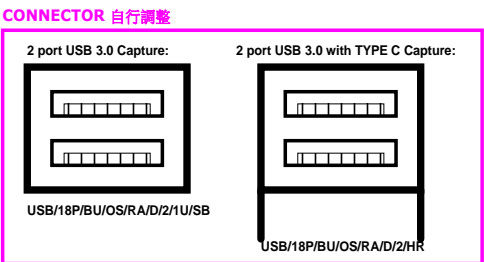 CONNECTOR 自行調整
2 port USB 3.0 Capture:
2 port USB 3.0 with TYPE C Capture:
USB/18P/BU/OS/RA/D/2/1U/SB
USB/18P/BU/OS/RA/D/2/HR